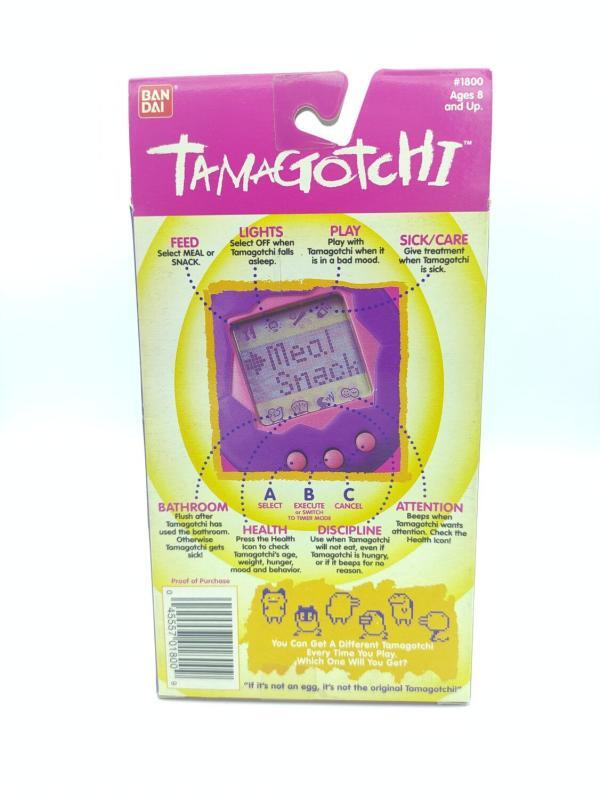 BAN
DAI
#1800
Ages 8
and Up.
TAMAGOTCHI™
FEED
Select MEAL or
SNACK.
LIGHTS
Select OFF when
Tamagotchi falls
asleep.
PLAY
Play with
Tamagotchi when it
is in a bad mood.
SICK/CARE
Give treatment
when Tamagotchi
is sick.
Meal
Snack
A
SELECT
B
EXECUTE
or SWITCH
TO TIMER MODE
C
CANCEL
BATHROOM
Flush after
Tamagotchi has
used the bathroom.
Otherwise
Tamagotchi gets
sick!
HEALTH
Press the Health
Icon to check
Tamagotchi's age,
weight, hunger,
mood and behavior.
DISCIPLINE
Use when Tamagotchi
will not eat, even if
Tamagotchi is hungry,
or if it beeps for no
reason.
ATTENTION
Beeps when
Tamagotchi wants
attention. Check the
Health Icon!
Proof of Purchase
0 45557 01800 9
You Can Get A Different Tamagotchi
Every Time You Play.
Which One Will You Get?
"If it's not an egg, it's not the original Tamagotchi!"